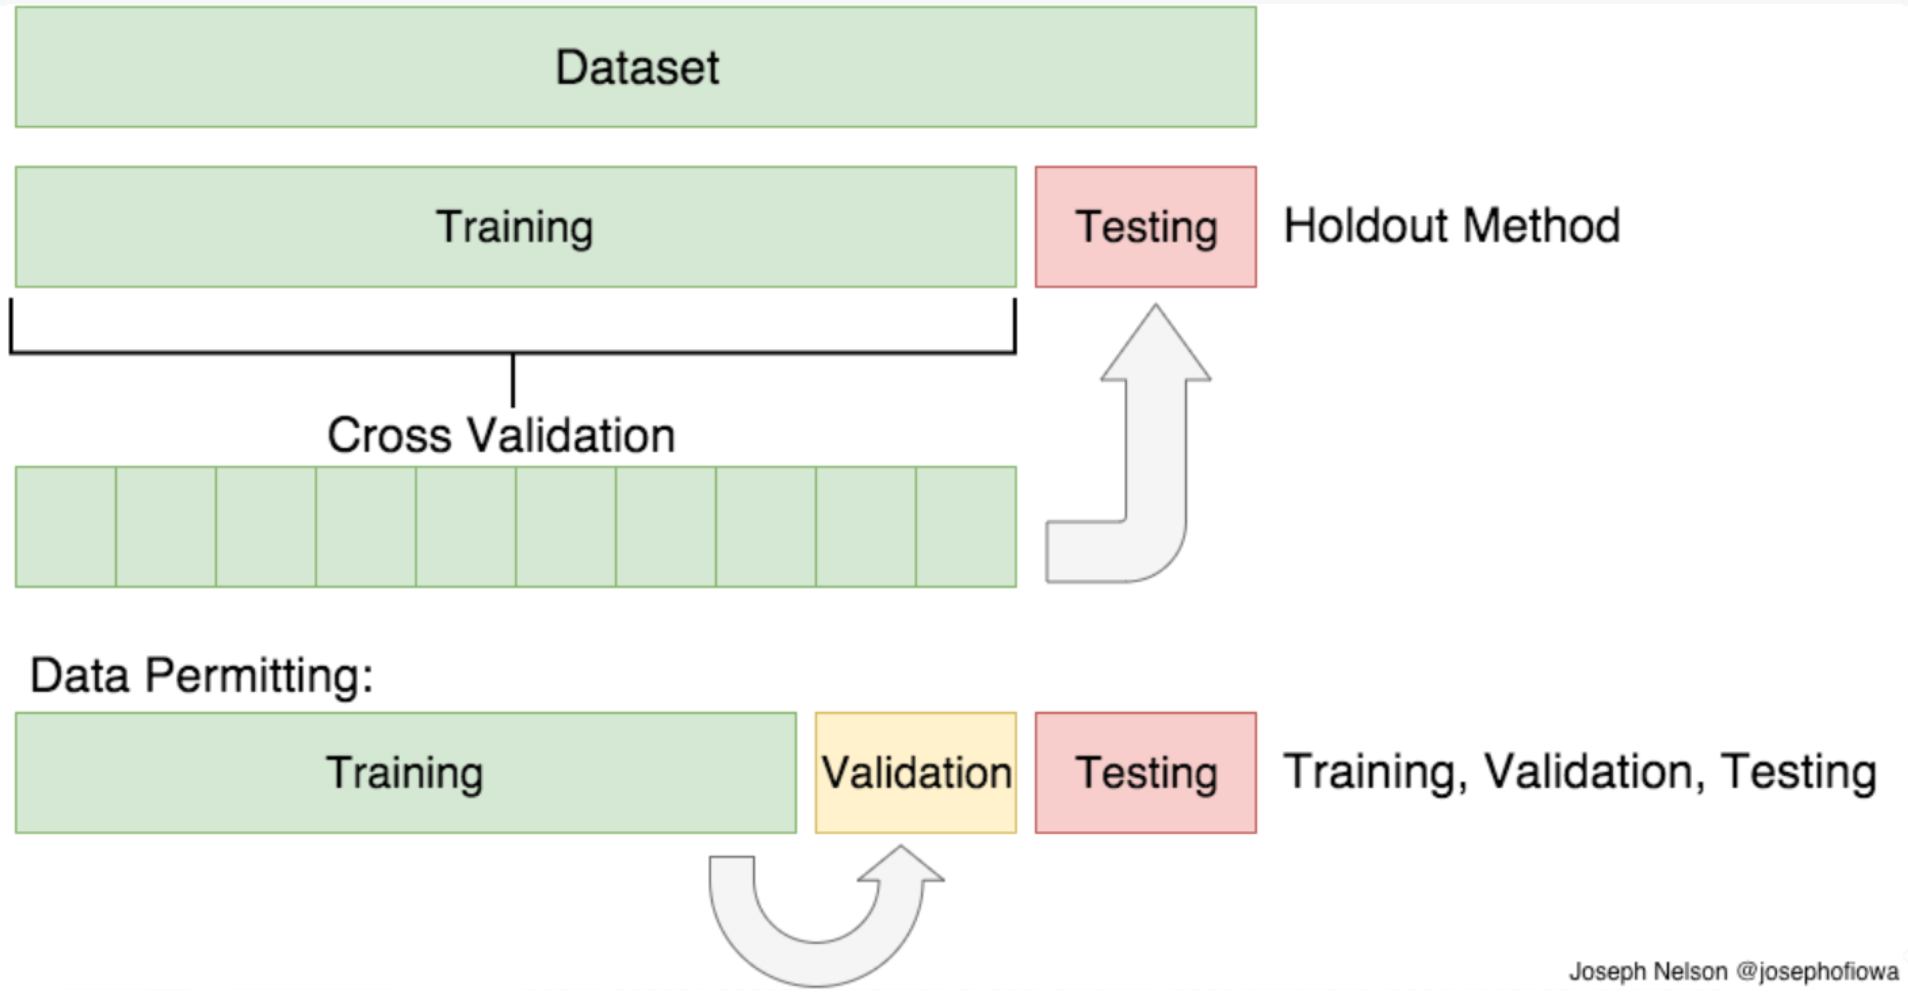 Dataset
Training
Testing
Holdout Method
Cross Validation
Data Permitting:
Training
Validation
Testing
Training, Validation, Testing
Joseph Nelson @josephofiowa